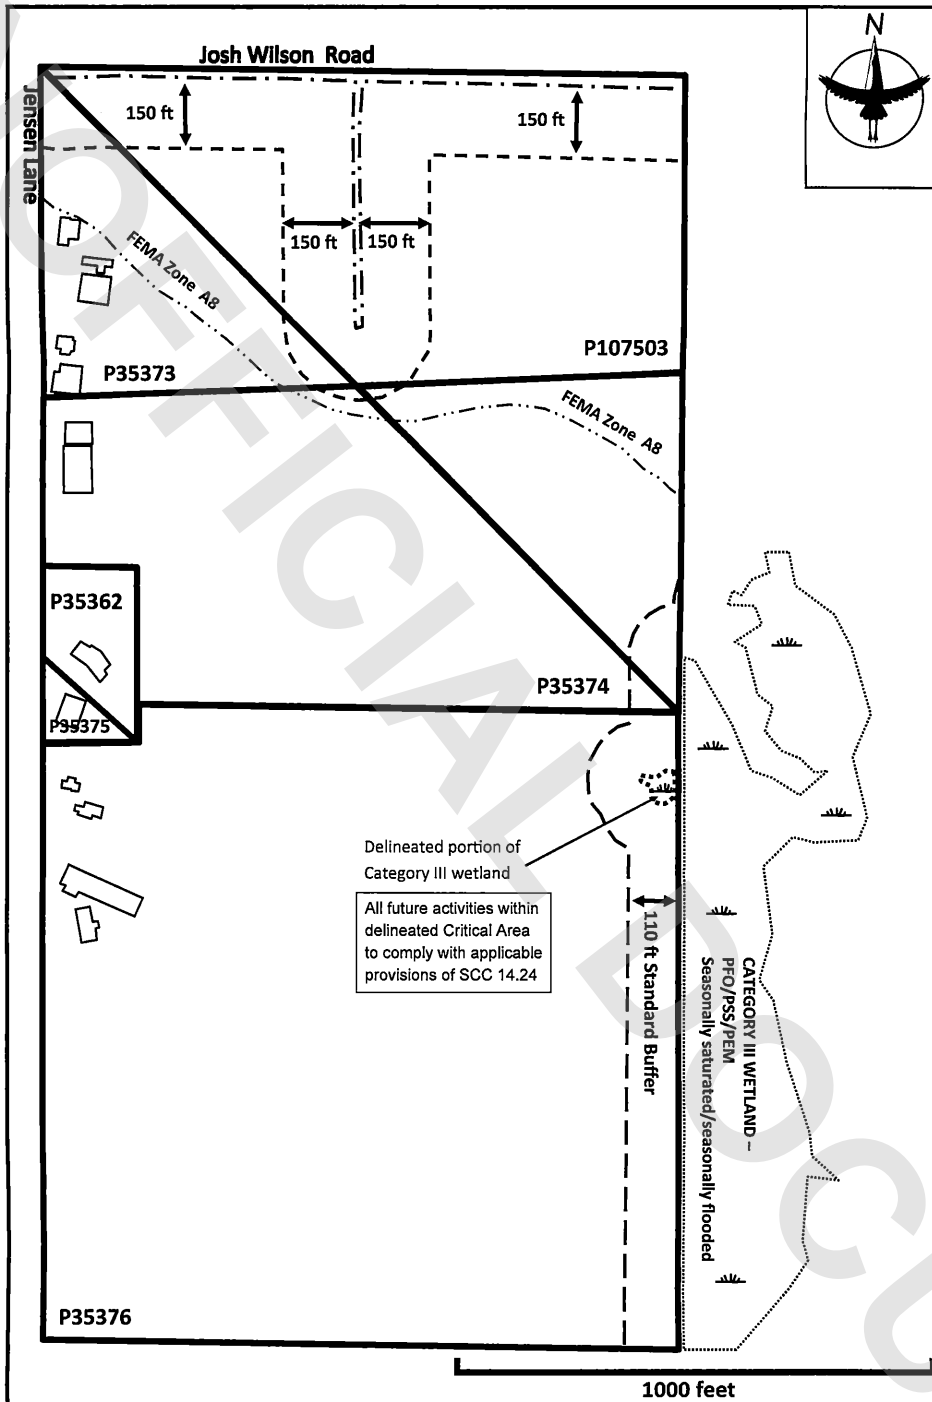 N
Josh Wilson Road
Jensen Lane
150 ft
150 ft
150 ft
150 ft
FEMA Zone A8
P107503
P35373
FEMA Zone A8
P35362
P35374
P35375
Delineated portion of
Category III wetland
All future activities within
delineated Critical Area
to comply with applicable
provisions of SCC 14.24
110 ft Standard Buffer
CATEGORY III WETLAND –
PFO/PSS/PEM
Seasonally saturated/seasonally flooded
P35376
1000 feet
OFFICIAL DOCU